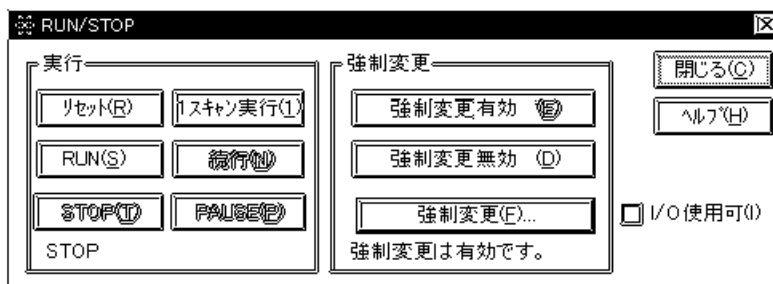 RUN/STOP
実行
リセット(R)
1スキャン実行(1)
RUN(S)
続行(N)
STOP(T)
PAUSE(P)
STOP
強制変更
強制変更有効 (E)
強制変更無効 (D)
強制変更(F)...
強制変更は有効です。
閉じる(C)
ヘルプ(H)
I/O使用可(I)